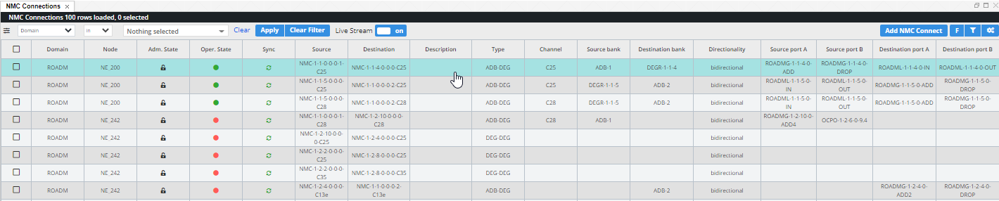 NMC Connections ×
NMC Connections 100 rows loaded, 0 selected
Domain in Nothing selected Clear Apply Clear Filter Live Stream on Add NMC Connect F
Domain Node Adm. State Oper. State Sync Source Destination Description Type Channel Source bank Destination bank Directionality Source port A Source port B Destination port A Destination port B
ROADM NE_200 NMC-1-1-0-0-0-1-C25 NMC-1-1-4-0-0-0-C25 ADB-DEG C25 ADB-1 DEGR-1-1-4 bidirectional ROADMG-1-1-4-0-ADD ROADMG-1-1-4-0-DROP ROADML-1-1-4-0-IN ROADML-1-1-4-0-OUT
ROADM NE_200 NMC-1-1-5-0-0-0-C25 NMC-1-1-0-0-0-2-C25 ADB-DEG C25 DEGR-1-1-5 ADB-2 bidirectional ROADML-1-1-5-0-IN ROADML-1-1-5-0-OUT ROADMG-1-1-5-0-ADD ROADMG-1-1-5-0-DROP
ROADM NE_200 NMC-1-1-5-0-0-0-C28 NMC-1-1-0-0-0-2-C28 ADB-DEG C28 DEGR-1-1-5 ADB-2 bidirectional ROADML-1-1-5-0-IN ROADML-1-1-5-0-OUT ROADMG-1-1-5-0-ADD ROADMG-1-1-5-0-DROP
ROADM NE_242 NMC-1-1-0-0-0-1-C28 NMC-1-2-10-0-0-0-C28 ADB-DEG C28 ADB-1 bidirectional ROADMG-1-2-10-0-ADD4 OCPO-1-2-6-0-9.4
ROADM NE_242 NMC-1-2-10-0-0-0-C25 NMC-1-2-4-0-0-0-C25 DEG-DEG bidirectional
ROADM NE_242 NMC-1-2-2-0-0-0-C25 NMC-1-2-8-0-0-0-C25 DEG-DEG bidirectional
ROADM NE_242 NMC-1-2-2-0-0-0-C35 NMC-1-2-8-0-0-0-C35 DEG-DEG bidirectional
ROADM NE_242 NMC-1-2-4-0-0-0-C13e NMC-1-1-0-0-0-2-C13e ADB-DEG ADB-2 bidirectional ROADMG-1-2-4-0-ADD2 ROADMG-1-2-4-0-DROP